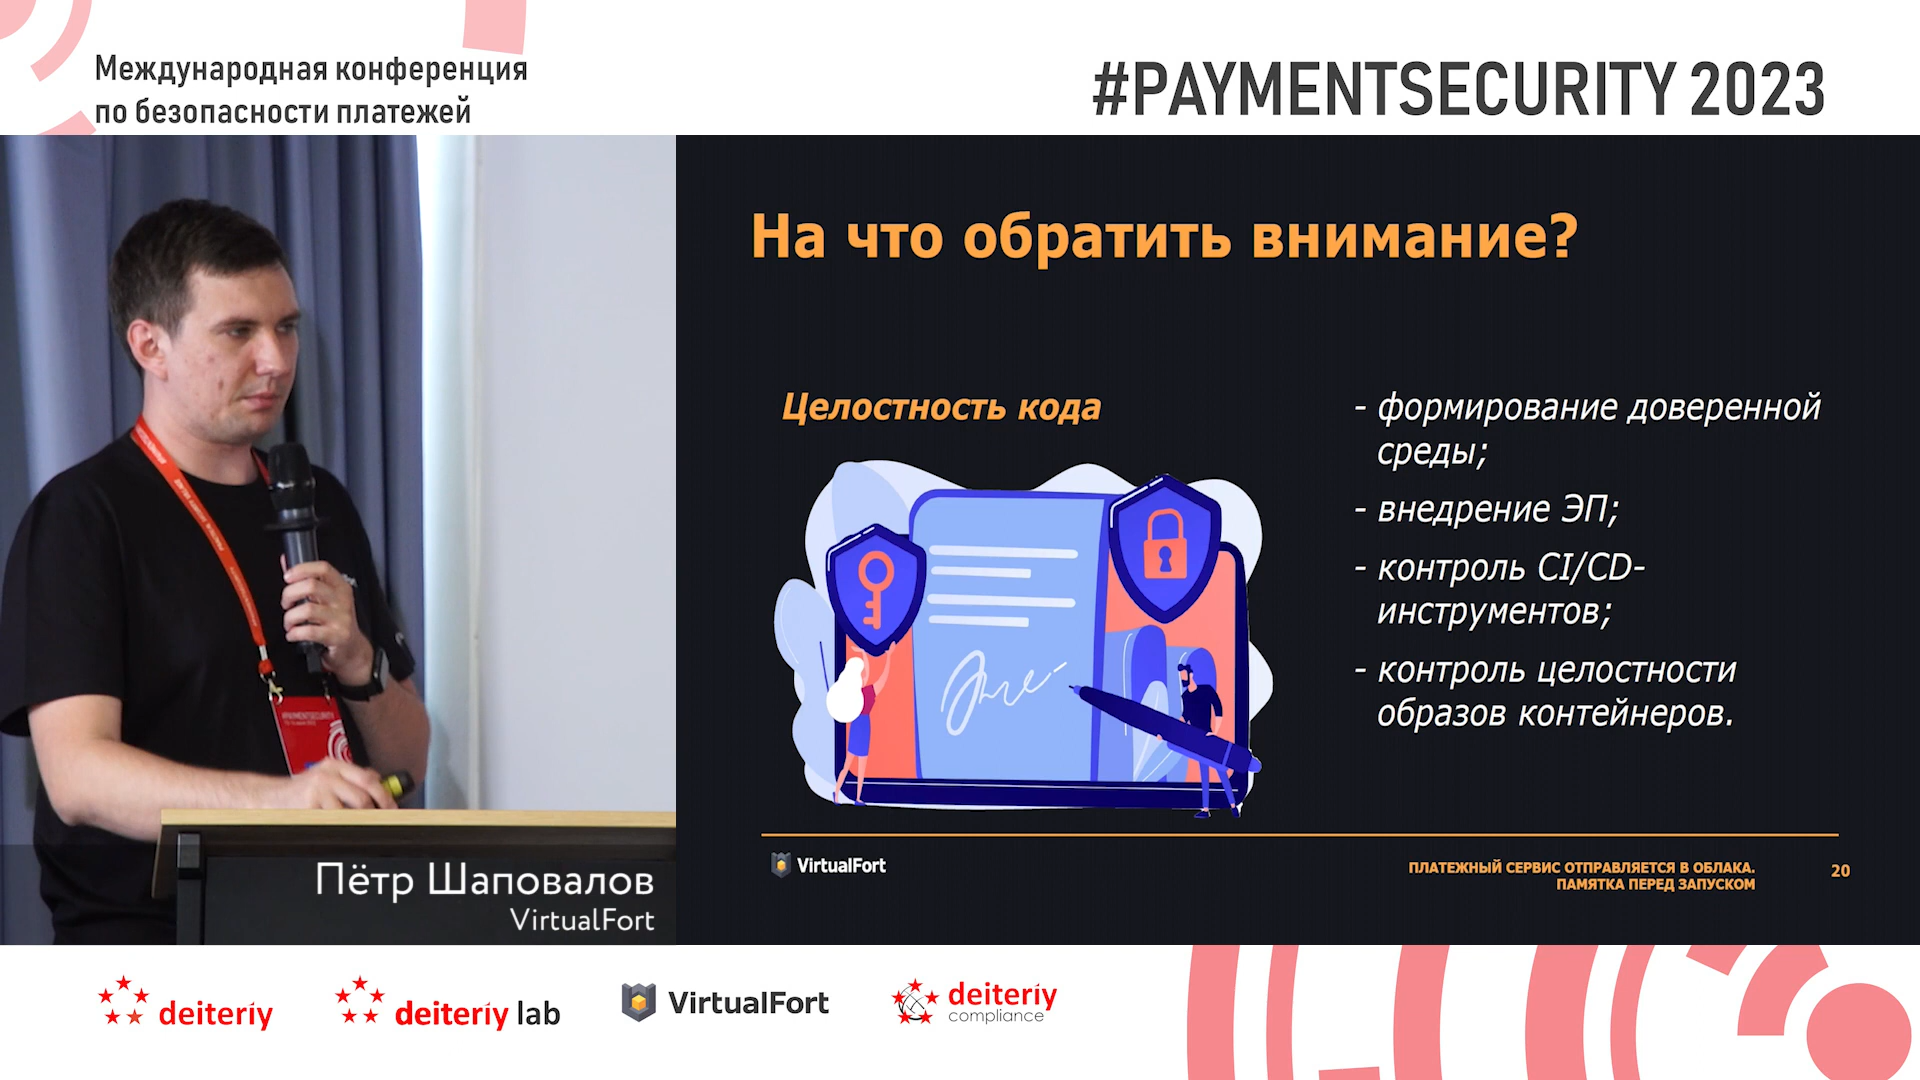 Международная конференция
по безопасности платежей
#PAYMENTSECURITY 2023
На что обратить внимание?
Целостность кода
- формирование доверенной
среды;
- внедрение ЭП;
- контроль CI/CD-
инструментов;
- контроль целостности
образов контейнеров.
VirtualFort
ПЛАТЕЖНЫЙ СЕРВИС ОТПРАВЛЯЕТСЯ В ОБЛАКА.
ПАМЯТКА ПЕРЕД ЗАПУСКОМ
20
#PAYMENTSECURITY
Пётр Шаповалов
VirtualFort
deiteriy
deiteriy lab
VirtualFort
deiteriy
compliance